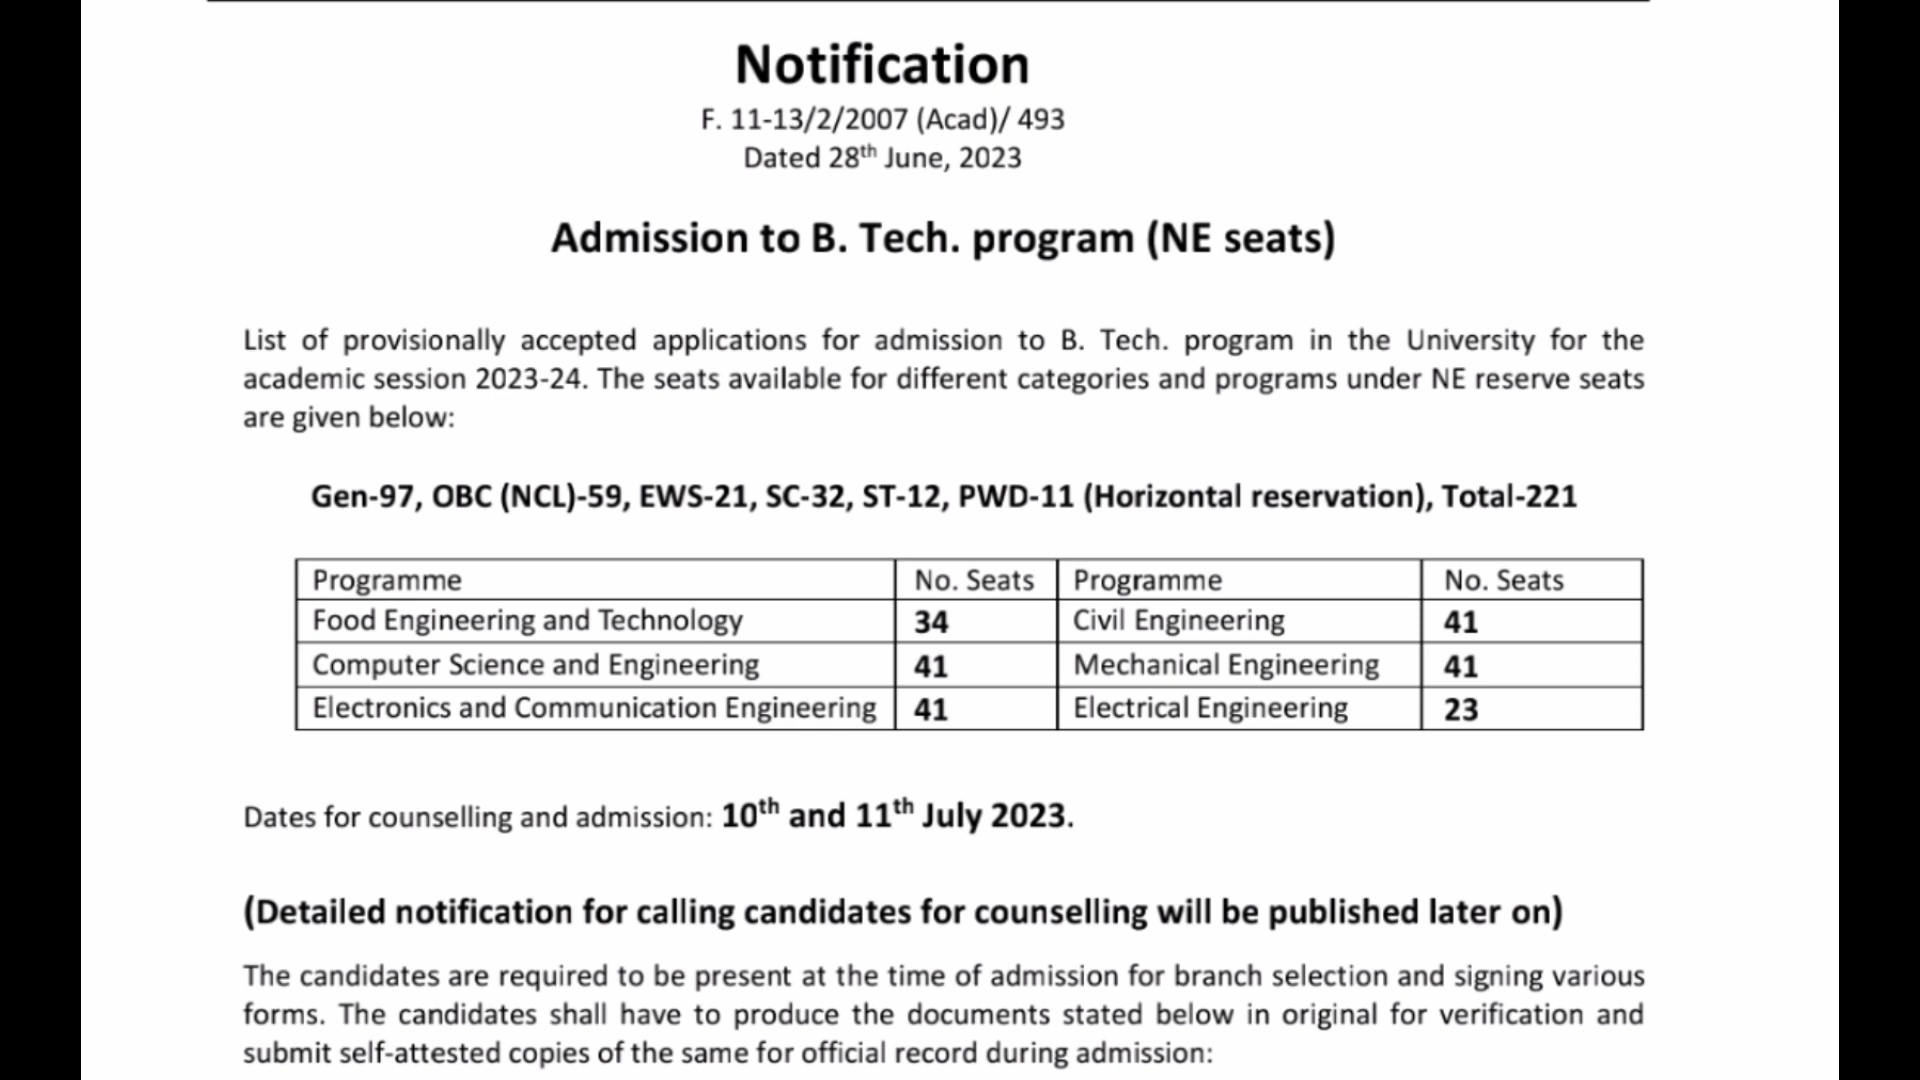 Notification
F. 11-13/2/2007 (Acad)/ 493
Dated 28th June, 2023
Admission to B. Tech. program (NE seats)
List of provisionally accepted applications for admission to B. Tech. program in the University for the
academic session 2023-24. The seats available for different categories and programs under NE reserve seats
are given below:
Gen-97, OBC (NCL)-59, EWS-21, SC-32, ST-12, PWD-11 (Horizontal reservation), Total-221
Programme No. Seats Programme No. Seats
Food Engineering and Technology 34 Civil Engineering 41
Computer Science and Engineering 41 Mechanical Engineering 41
Electronics and Communication Engineering 41 Electrical Engineering 23
Dates for counselling and admission: 10th and 11th July 2023.
(Detailed notification for calling candidates for counselling will be published later on)
The candidates are required to be present at the time of admission for branch selection and signing various
forms. The candidates shall have to produce the documents stated below in original for verification and
submit self-attested copies of the same for official record during admission: